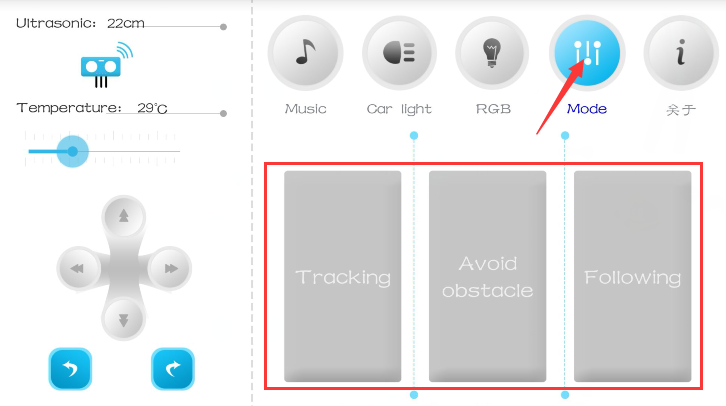 Ultrasonic: 22cm
Temperature: 29℃
Music
Car light
RGB
Mode
关于
Tracking
Avoid
obstacle
Following